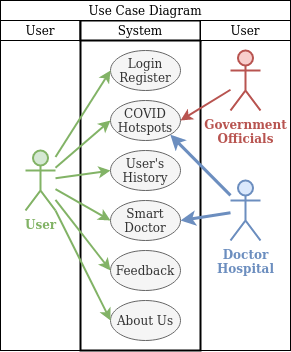 Use Case Diagram
User
System
User
Login
Register
COVID
Hotspots
User's
History
Smart
Doctor
Feedback
About Us
User
Government
Officials
Doctor
Hospital